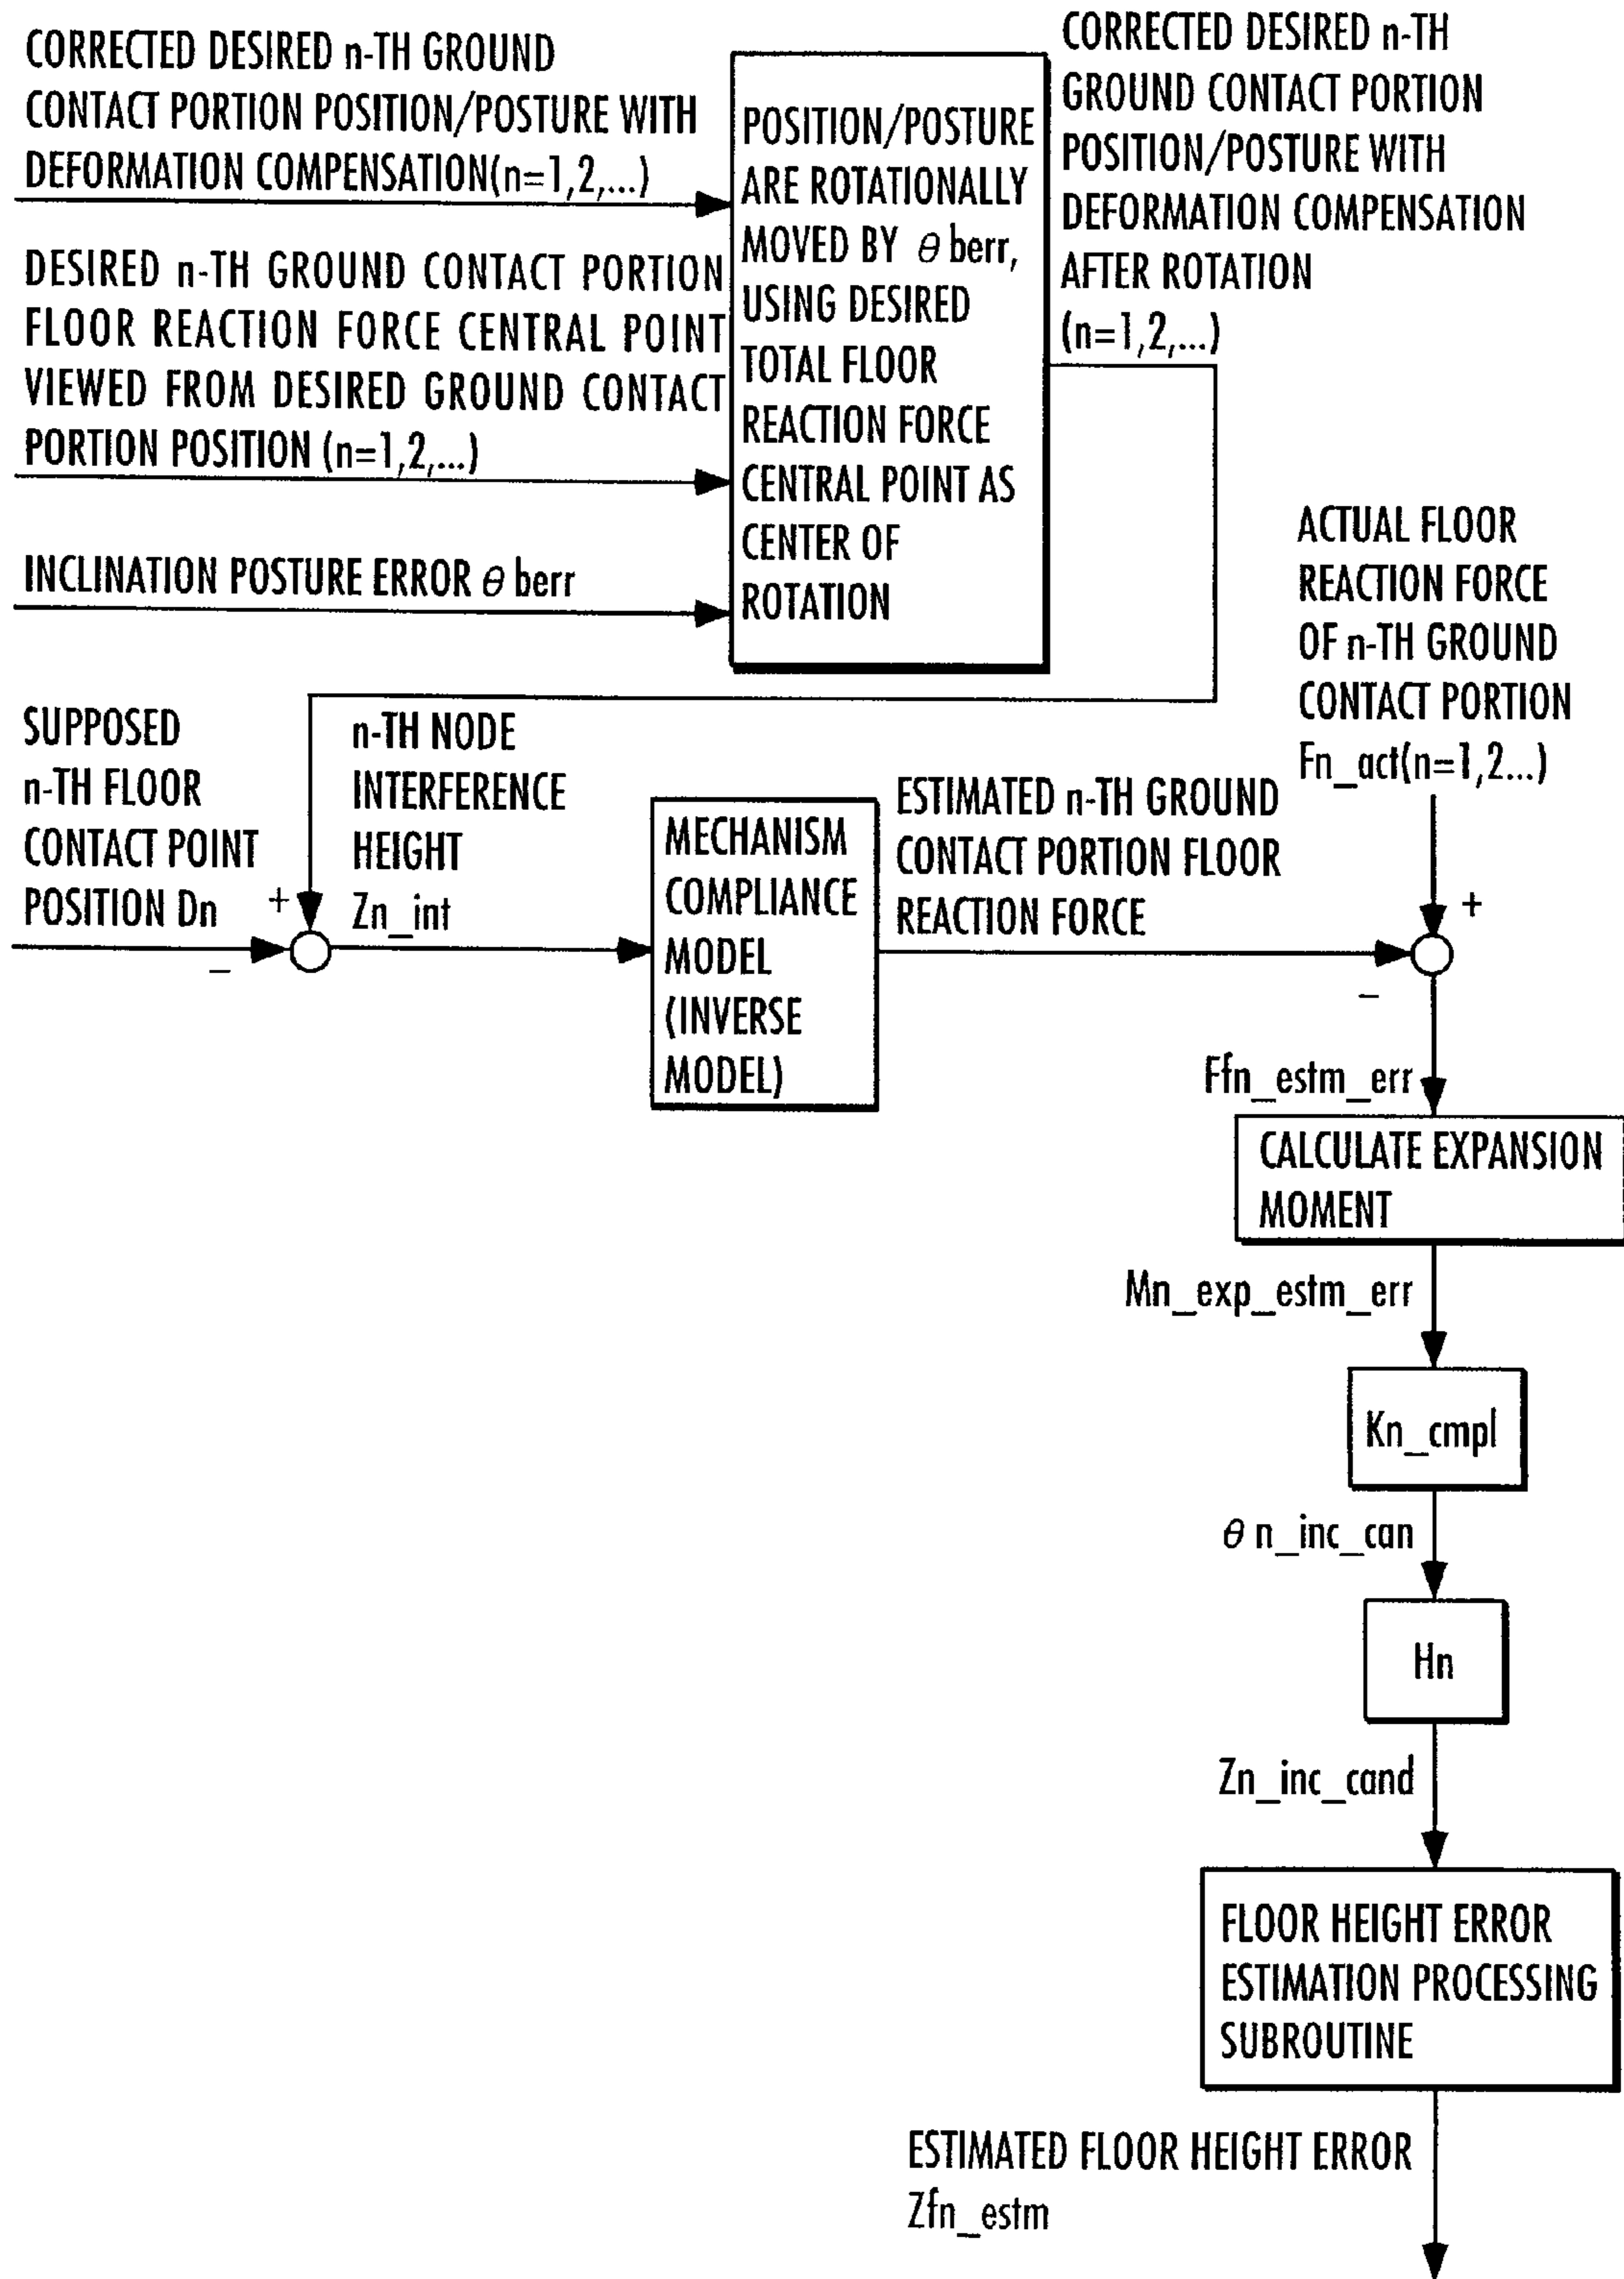 CORRECTED DESIRED n-TH GROUND
CONTACT PORTION POSITION/POSTURE WITH
DEFORMATION COMPENSATION(n=1,2,...)
DESIRED n-TH GROUND CONTACT PORTION
FLOOR REACTION FORCE CENTRAL POINT
VIEWED FROM DESIRED GROUND CONTACT
PORTION POSITION (n=1,2,...)
INCLINATION POSTURE ERROR θ berr
POSITION/POSTURE
ARE ROTATIONALLY
MOVED BY θ berr,
USING DESIRED
TOTAL FLOOR
REACTION FORCE
CENTRAL POINT AS
CENTER OF
ROTATION
CORRECTED DESIRED n-TH
GROUND CONTACT PORTION
POSITION/POSTURE WITH
DEFORMATION COMPENSATION
AFTER ROTATION
(n=1,2,...)
ACTUAL FLOOR
REACTION FORCE
OF n-TH GROUND
CONTACT PORTION
Fn_act(n=1,2...)
SUPPOSED
n-TH FLOOR
CONTACT POINT
POSITION Dn
+
−
n-TH NODE
INTERFERENCE
HEIGHT
Zn_int
MECHANISM
COMPLIANCE
MODEL
(INVERSE
MODEL)
ESTIMATED n-TH GROUND
CONTACT PORTION FLOOR
REACTION FORCE
+
−
Ffn_estm_err
CALCULATE EXPANSION
MOMENT
Mn_exp_estm_err
Kn_cmpl
θ n_inc_can
Hn
Zn_inc_cand
FLOOR HEIGHT ERROR
ESTIMATION PROCESSING
SUBROUTINE
ESTIMATED FLOOR HEIGHT ERROR
Zfn_estm